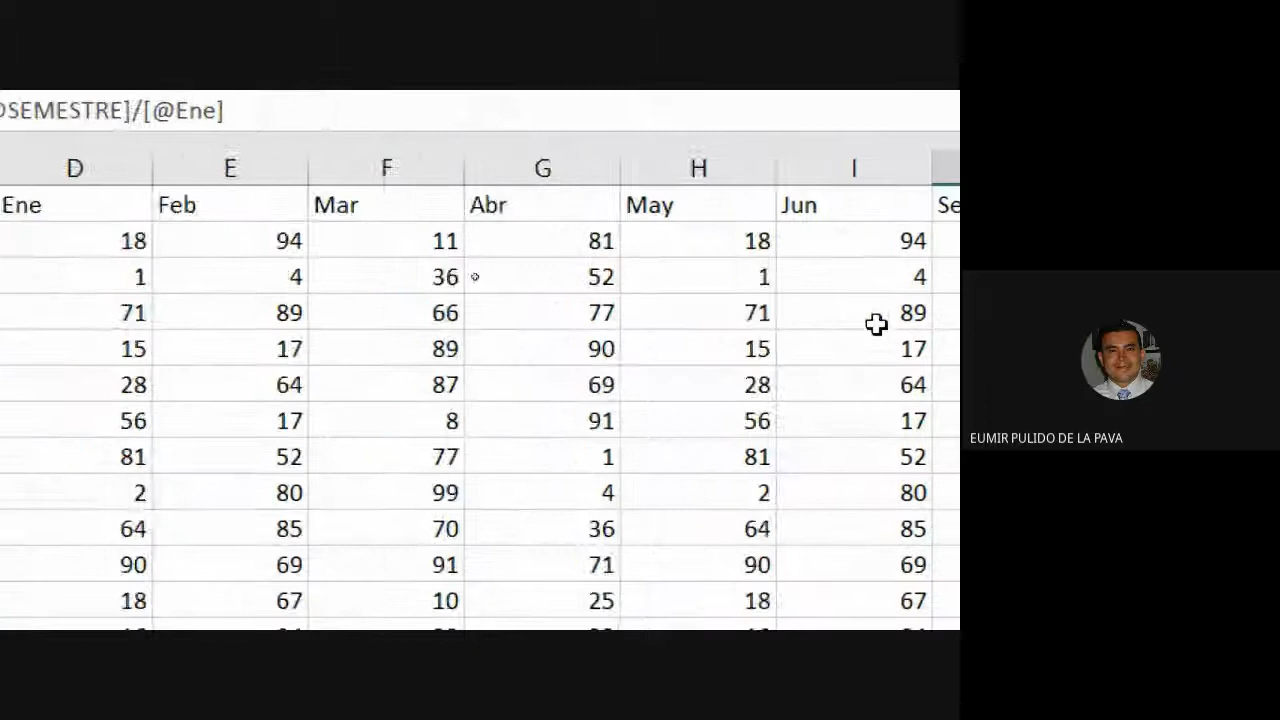 OSEMESTRE]/[@Ene]
D E F G H I
Ene Feb Mar Abr May Jun Se
18 94 11 81 18 94
1 4 36 52 1 4
71 89 66 77 71 89
15 17 89 90 15 17
28 64 87 69 28 64
56 17 8 91 56 17
81 52 77 1 81 52
2 80 99 4 2 80
64 85 70 36 64 85
90 69 91 71 90 69
18 67 10 25 18 67
EUMIR PULIDO DE LA PAVA